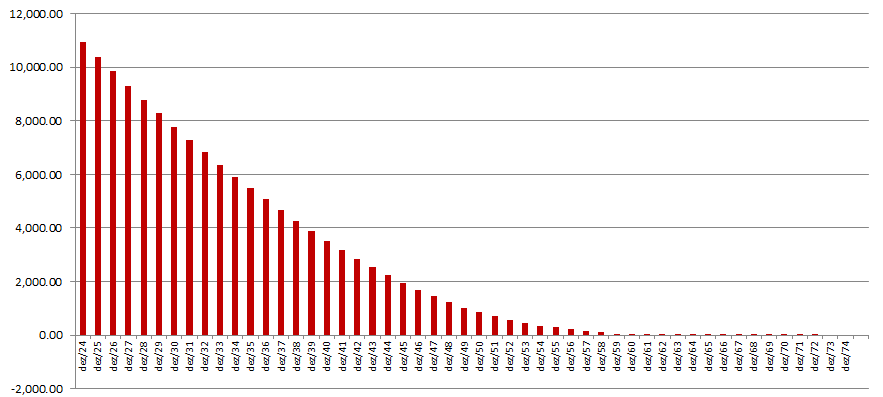 12,000.00
10,000.00
8,000.00
6,000.00
4,000.00
2,000.00
0.00
-2,000.00
dez/24
dez/25
dez/26
dez/27
dez/28
dez/29
dez/30
dez/31
dez/32
dez/33
dez/34
dez/35
dez/36
dez/37
dez/38
dez/39
dez/40
dez/41
dez/42
dez/43
dez/44
dez/45
dez/46
dez/47
dez/48
dez/49
dez/50
dez/51
dez/52
dez/53
dez/54
dez/55
dez/56
dez/57
dez/58
dez/59
dez/60
dez/61
dez/62
dez/63
dez/64
dez/65
dez/66
dez/67
dez/68
dez/69
dez/70
dez/71
dez/72
dez/73
dez/74